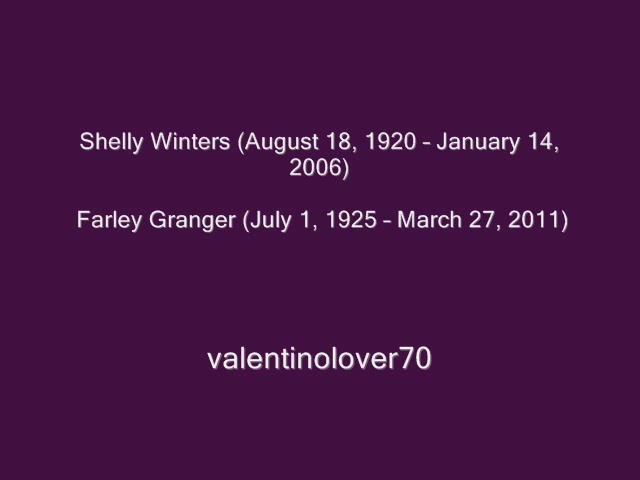 Shelly Winters (August 18, 1920 – January 14,
2006)
Farley Granger (July 1, 1925 – March 27, 2011)
valentinolover70